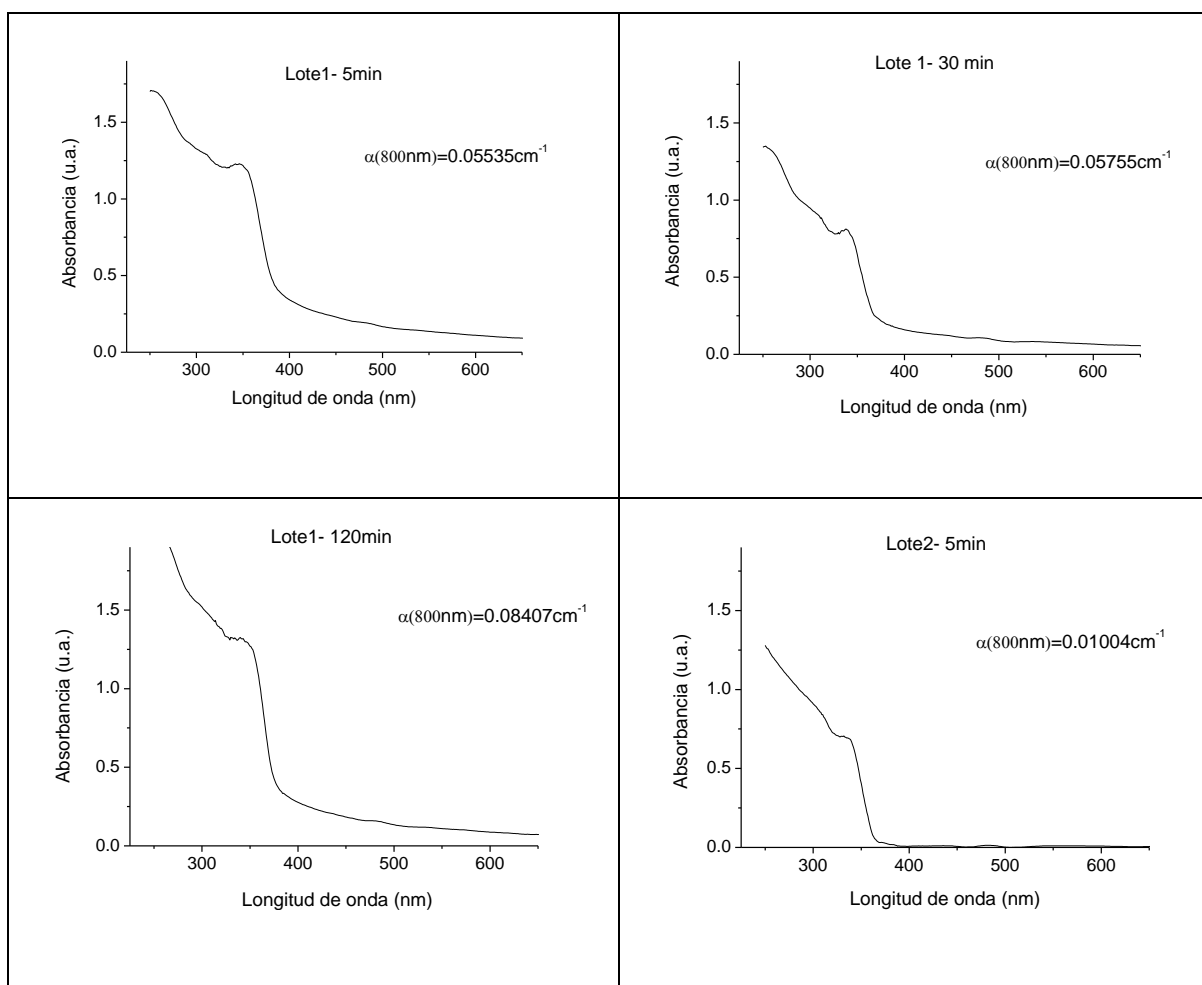 Lote1- 5min
α(800nm)=0.05535cm⁻¹
Absorbancia (u.a.)
1.5
1.0
0.5
0.0
300 400 500 600
Longitud de onda (nm)
Lote 1- 30 min
α(800nm)=0.05755cm⁻¹
Absorbancia (u.a.)
1.5
1.0
0.5
0.0
300 400 500 600
Longitud de onda (nm)
Lote1- 120min
α(800nm)=0.08407cm⁻¹
Absorbancia (u.a.)
1.5
1.0
0.5
0.0
300 400 500 600
Longitud de onda (nm)
Lote2- 5min
α(800nm)=0.01004cm⁻¹
Absorbancia (u.a.)
1.5
1.0
0.5
0.0
300 400 500 600
Longitud de onda (nm)